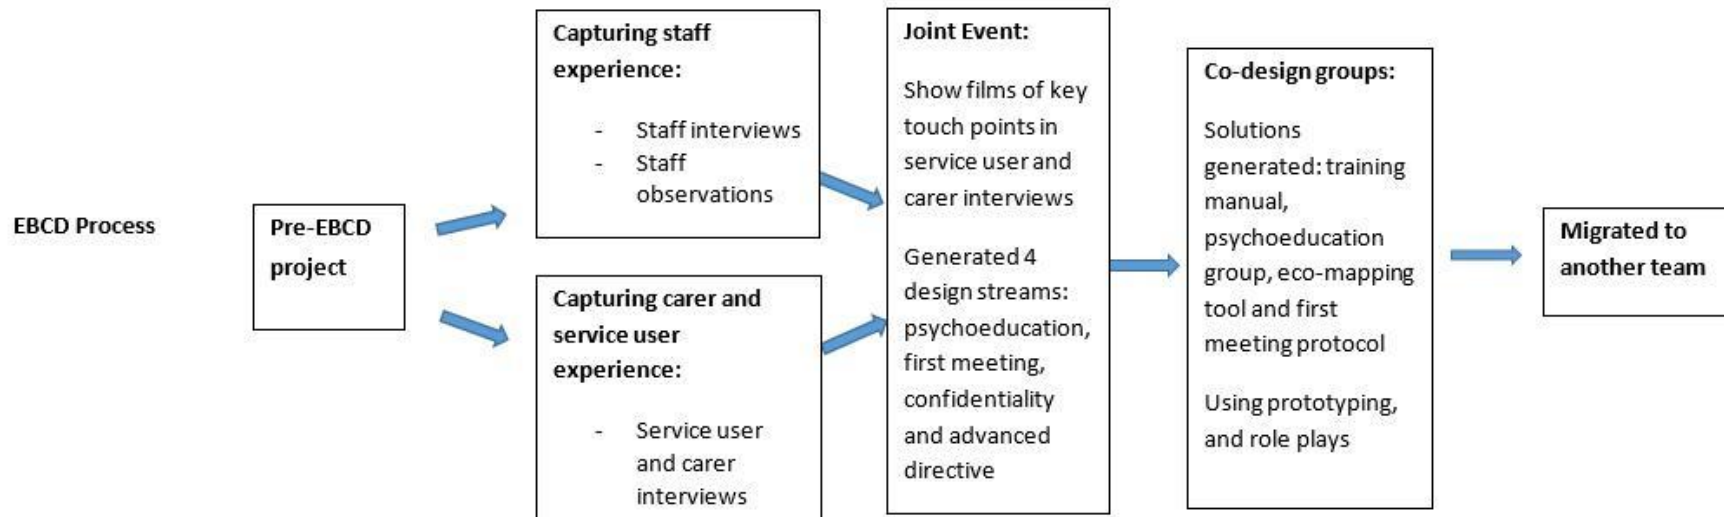 EBCD Process
Pre-EBCD
project
Capturing staff
experience:
- Staff interviews
- Staff
observations
Capturing carer and
service user
experience:
- Service user
and carer
interviews
Joint Event:
Show films of key
touch points in
service user and
carer interviews
Generated 4
design streams:
psychoeducation,
first meeting,
confidentiality
and advanced
directive
Co-design groups:
Solutions
generated: training
manual,
psychoeducation
group, eco-mapping
tool and first
meeting protocol
Using prototyping,
and role plays
Migrated to
another team